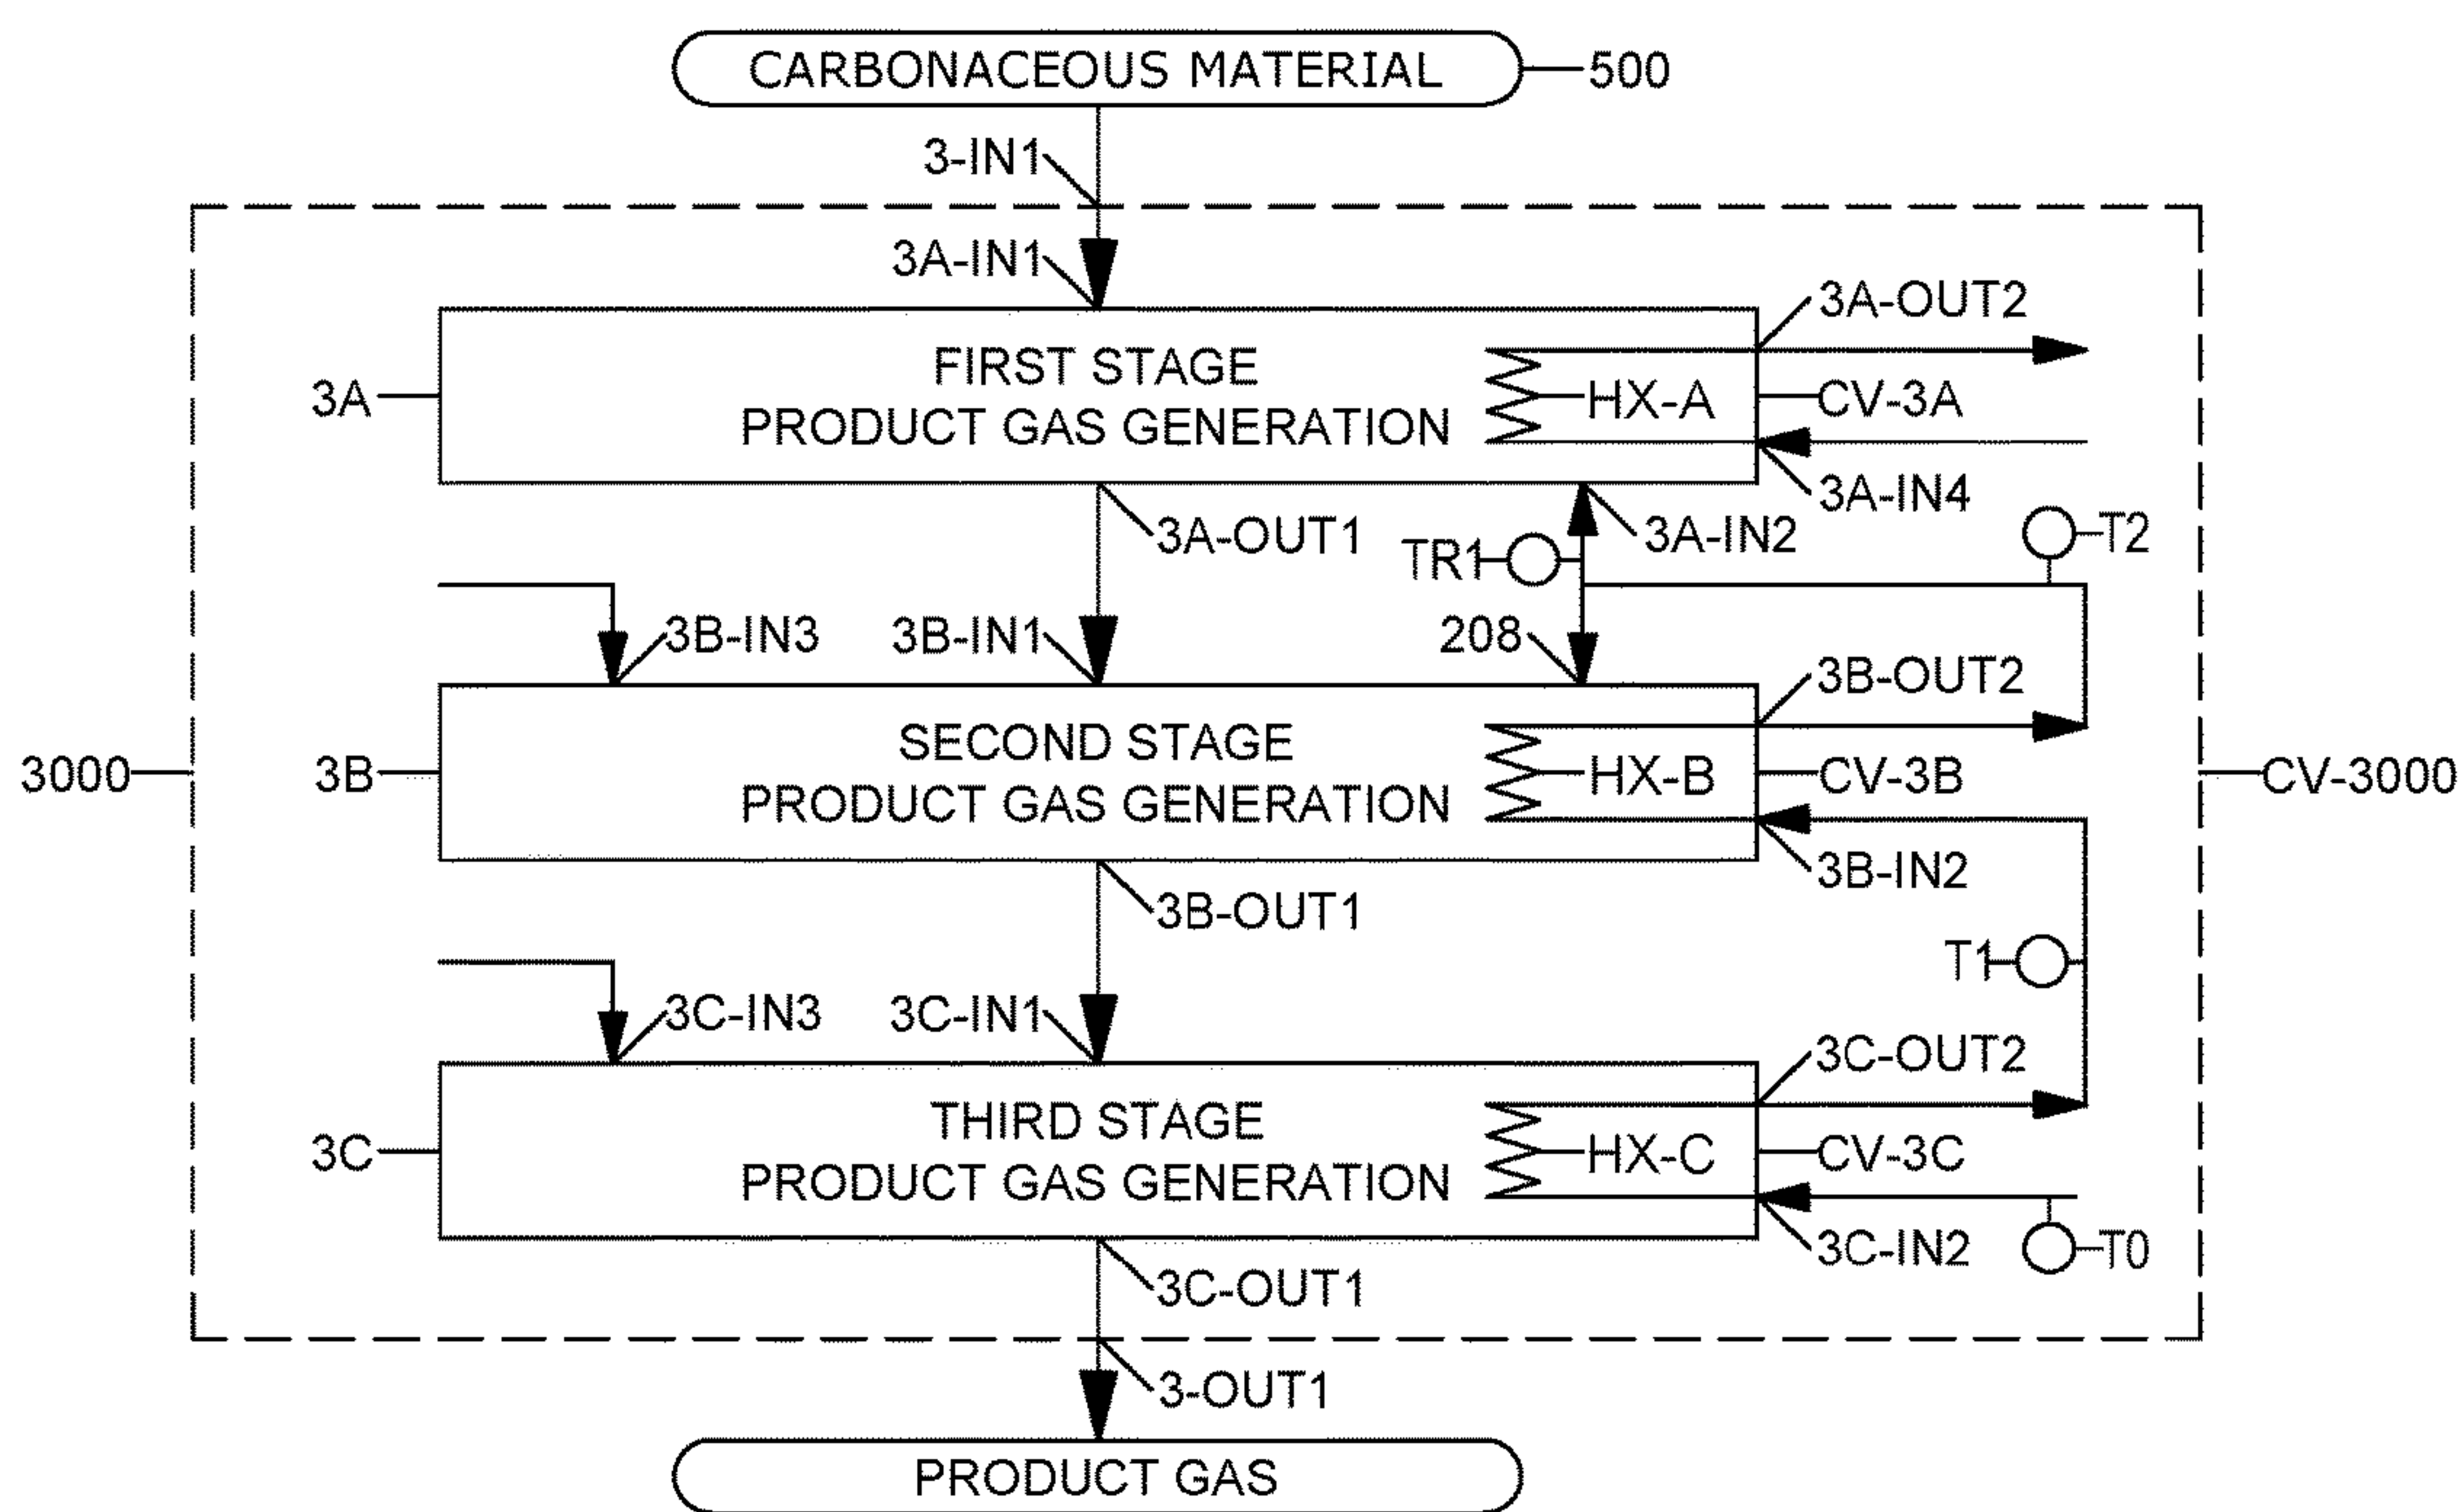 CARBONACEOUS MATERIAL
500
3-IN1
3A-IN1
3A-OUT2
FIRST STAGE
PRODUCT GAS GENERATION
3A
HX-A
CV-3A
3A-IN4
3A-OUT1
TR1
3A-IN2
T2
3B-IN3
3B-IN1
208
3B-OUT2
SECOND STAGE
PRODUCT GAS GENERATION
3000
3B
HX-B
CV-3B
CV-3000
3B-IN2
3B-OUT1
T1
3C-IN3
3C-IN1
3C-OUT2
THIRD STAGE
PRODUCT GAS GENERATION
3C
HX-C
CV-3C
3C-IN2
T0
3C-OUT1
3-OUT1
PRODUCT GAS